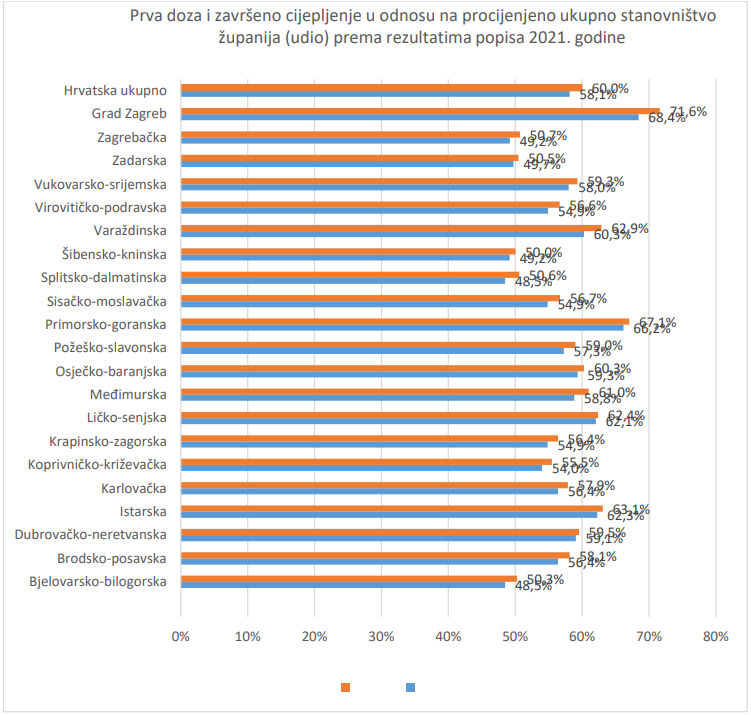 Prva doza i završeno cijepljenje u odnosu na procijenjeno ukupno stanovništvo
županija (udio) prema rezultatima popisa 2021. godine
Hrvatska ukupno 60,0%
58,1%
Grad Zagreb 71,6%
68,4%
Zagrebačka 50,7%
49,2%
Zadarska 50,5%
49,7%
Vukovarsko-srijemska 59,3%
58,0%
Virovitičko-podravska 56,6%
54,9%
Varaždinska 62,9%
60,3%
Šibensko-kninska 50,0%
49,2%
Splitsko-dalmatinska 50,6%
48,5%
Sisačko-moslavačka 56,7%
54,9%
Primorsko-goranska 67,1%
66,2%
Požeško-slavonska 59,0%
57,3%
Osječko-baranjska 60,3%
59,3%
Međimurska 61,0%
58,8%
Ličko-senjska 62,4%
62,1%
Krapinsko-zagorska 56,4%
54,9%
Koprivničko-križevačka 55,5%
54,0%
Karlovačka 57,9%
56,4%
Istarska 63,1%
62,3%
Dubrovačko-neretvanska 59,5%
59,1%
Brodsko-posavska 58,1%
56,4%
Bjelovarsko-bilogorska 50,3%
48,5%
0% 10% 20% 30% 40% 50% 60% 70% 80%